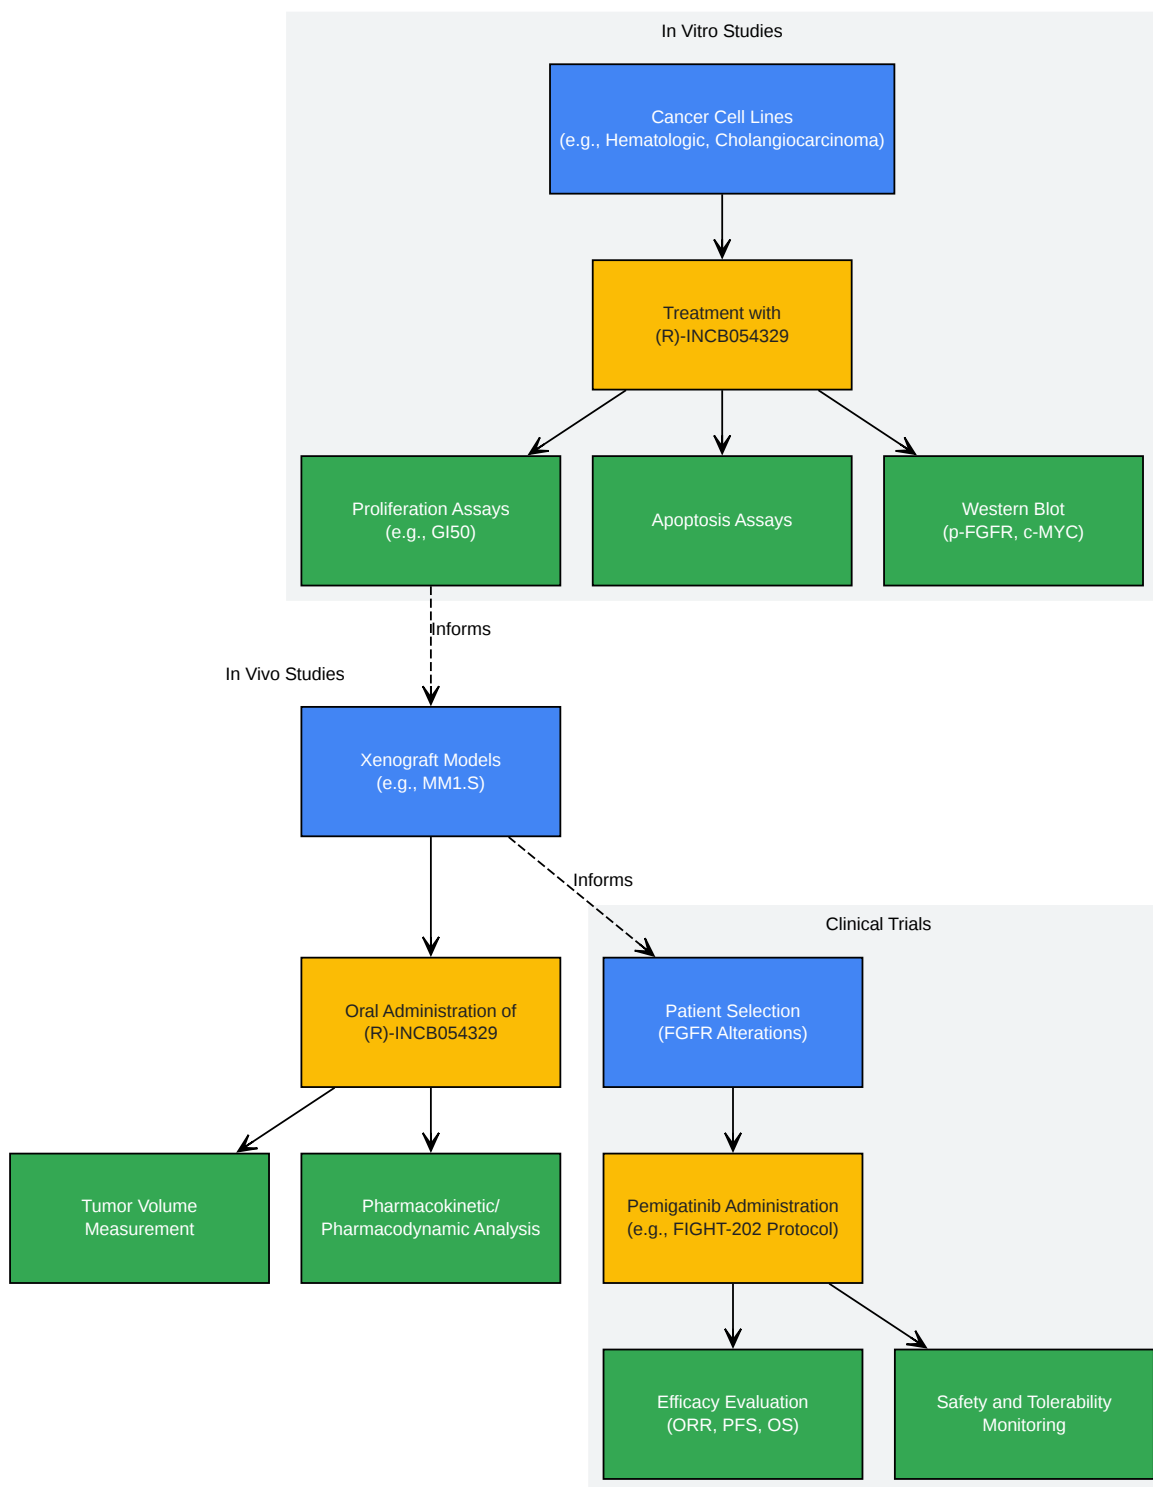 In Vitro Studies
Cancer Cell Lines
(e.g., Hematologic, Cholangiocarcinoma)
Treatment with
(R)-INCB054329
Proliferation Assays
(e.g., GI50)
Apoptosis Assays
Western Blot
(p-FGFR, c-MYC)
Informs
In Vivo Studies
Xenograft Models
(e.g., MM1.S)
Informs
Clinical Trials
Oral Administration of
(R)-INCB054329
Patient Selection
(FGFR Alterations)
Tumor Volume
Measurement
Pharmacokinetic/
Pharmacodynamic Analysis
Pemigatinib Administration
(e.g., FIGHT-202 Protocol)
Efficacy Evaluation
(ORR, PFS, OS)
Safety and Tolerability
Monitoring